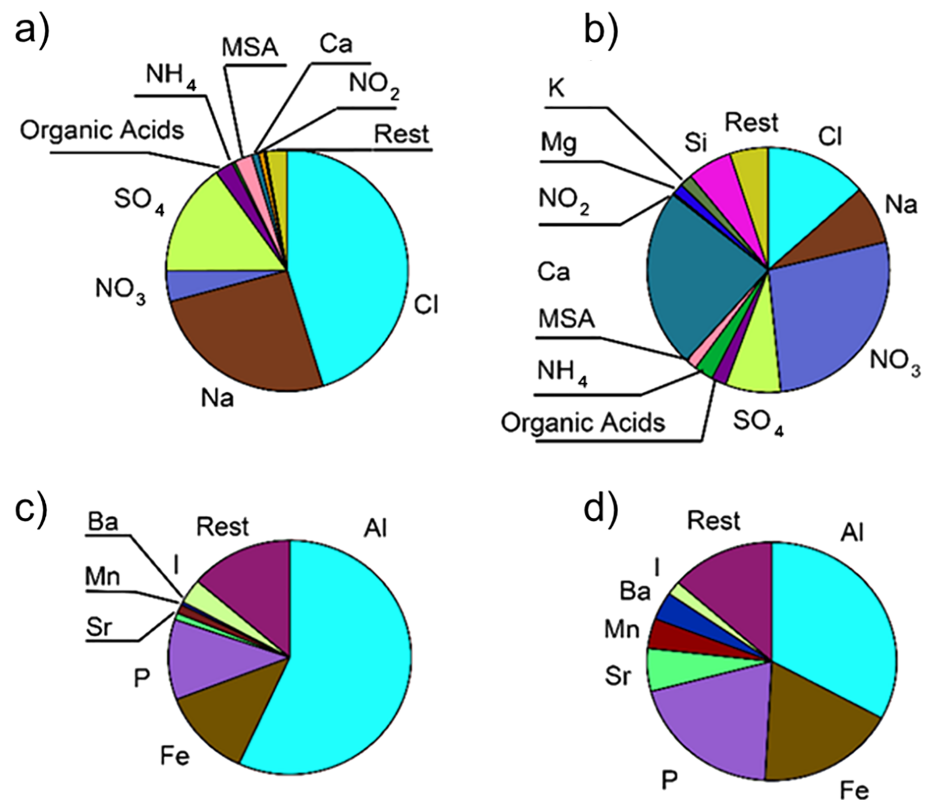 a)
MSA
Ca
NH4
NO2
Organic Acids
Rest
SO4
NO3
Cl
Na
b)
K
Rest
Cl
Si
Mg
Na
NO2
Ca
MSA
NO3
NH4
Organic Acids
SO4
c)
Ba
Rest
Al
I
Mn
Sr
P
Fe
d)
Rest
Al
I
Ba
Mn
Sr
P
Fe